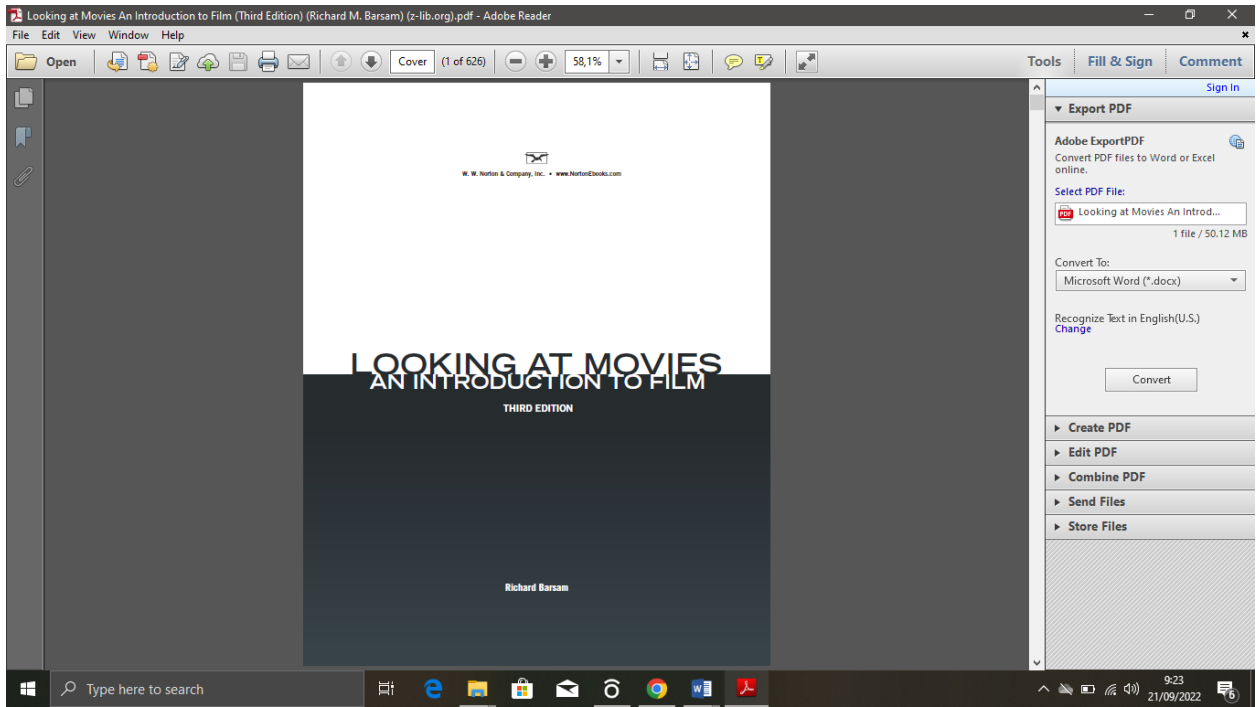 Looking at Movies An Introduction to Film (Third Edition) (Richard M. Barsam) (z-lib.org).pdf - Adobe Reader
File Edit View Window Help
Open Cover (1 of 626) 58,1% Tools Fill & Sign Comment
Sign In
Export PDF
Adobe ExportPDF
Convert PDF files to Word or Excel
online.
Select PDF File:
PDF Looking at Movies An Introd...
1 file / 50.12 MB
Convert To:
Microsoft Word (*.docx)
Recognize Text in English(U.S.)
Change
Convert
Create PDF
Edit PDF
Combine PDF
Send Files
Store Files
W. W. Norton & Company, Inc. • www.NortonEbooks.com
LOOKING AT MOVIES
AN INTRODUCTION TO FILM
THIRD EDITION
Richard Barsam
Type here to search
9:23
21/09/2022
6